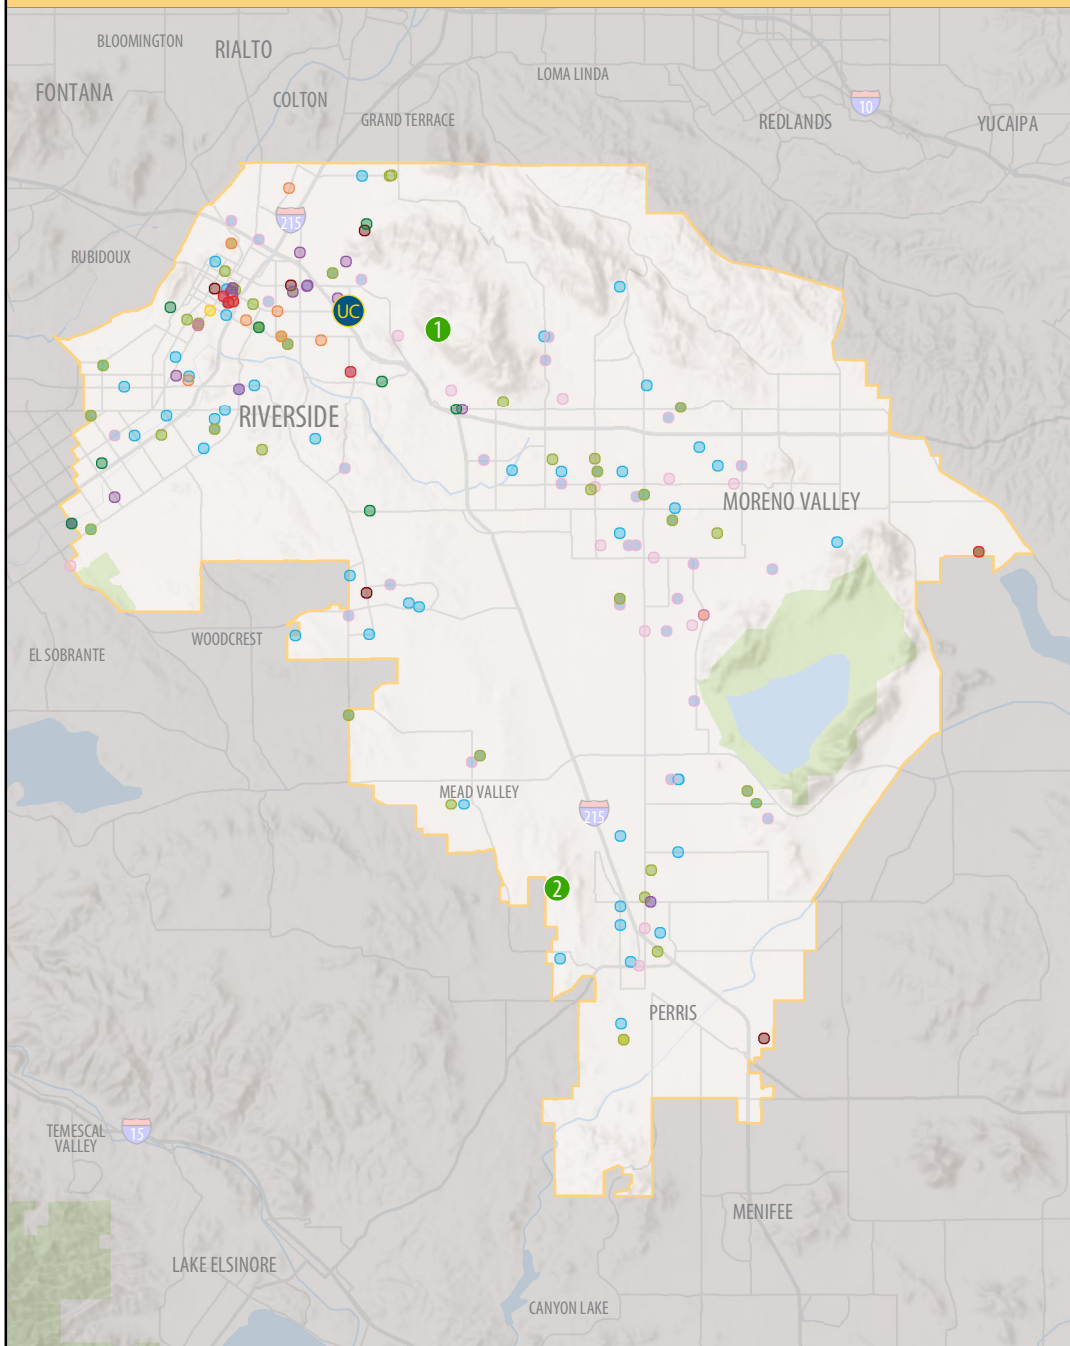 BLOOMINGTON
RIALTO
LOMA LINDA
FONTANA
COLTON
10
GRAND TERRACE
REDLANDS
YUCAIPA
215
RUBIDOUX
UC
1
RIVERSIDE
MORENO VALLEY
WOODCREST
EL SOBRANTE
MEAD VALLEY
215
2
PERRIS
TEMESCAL
VALLEY
15
MENIFEE
LAKE ELSINORE
CANYON LAKE